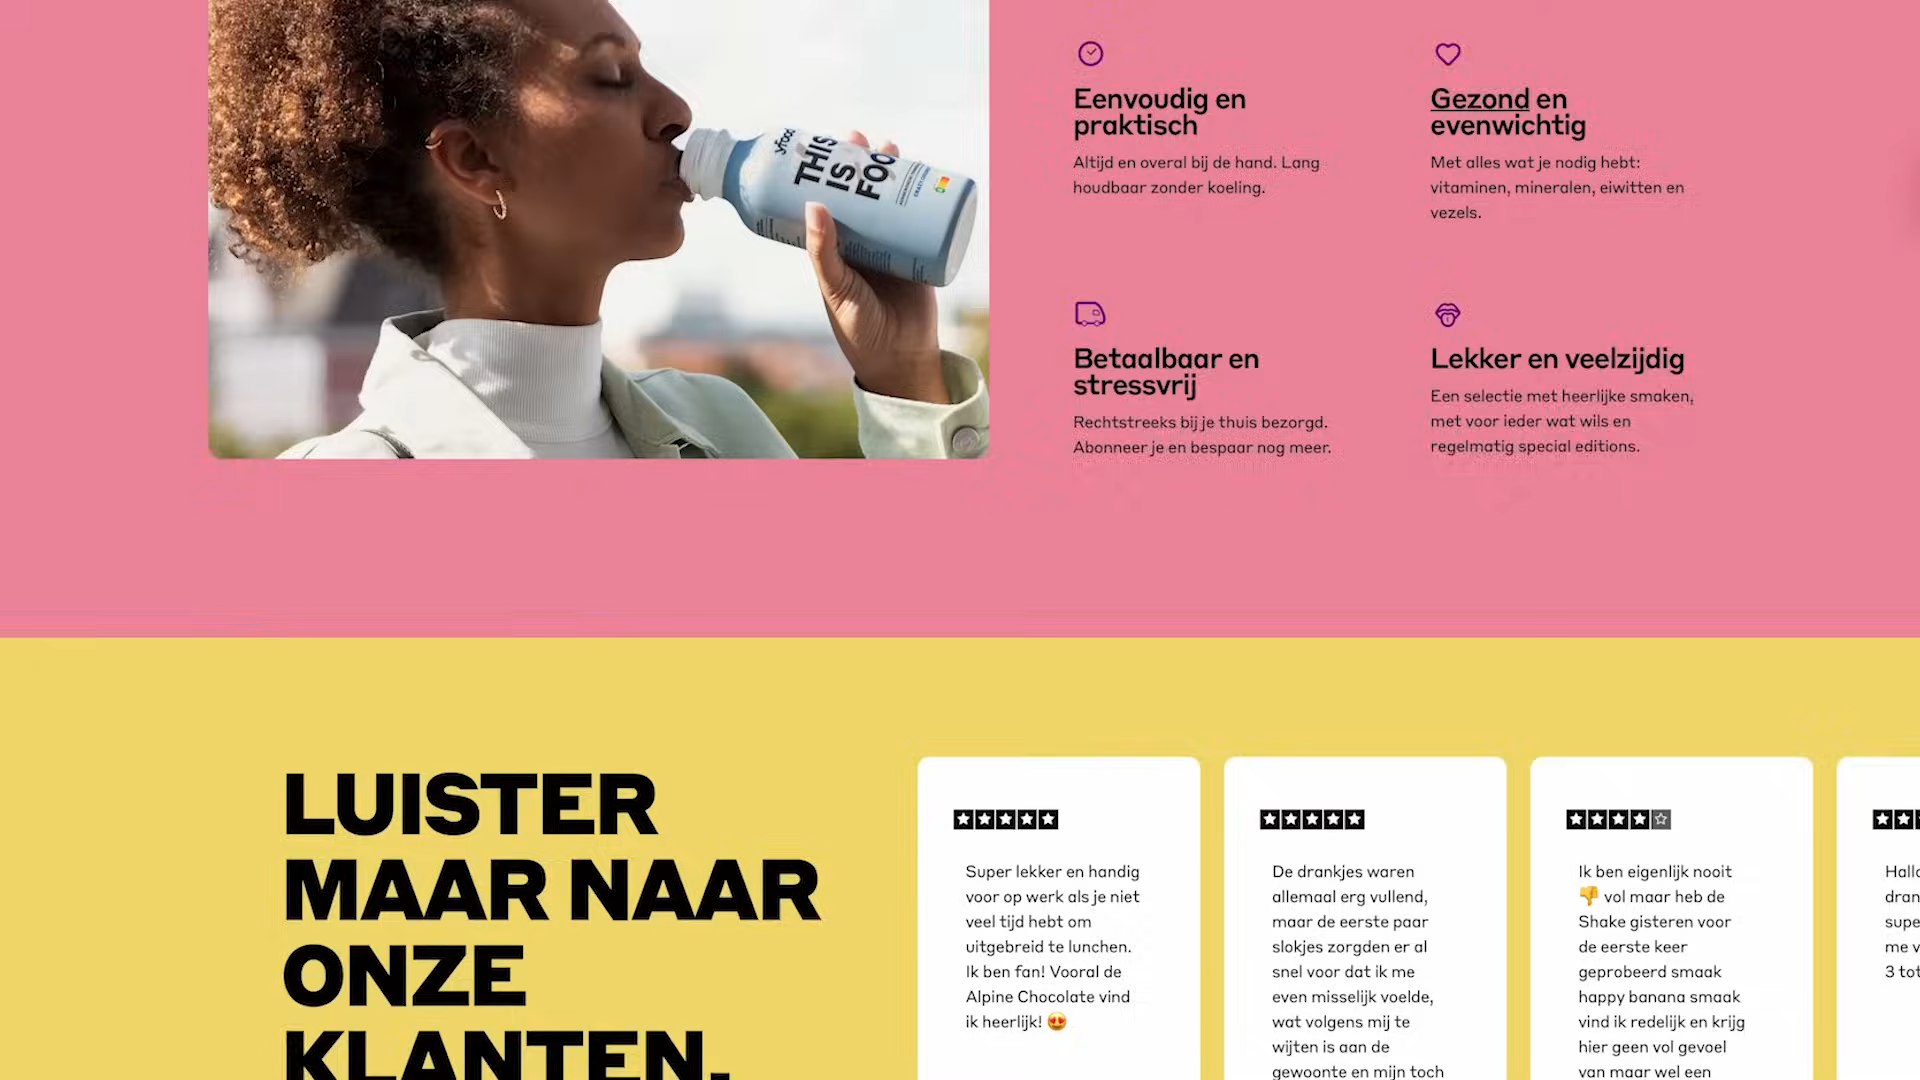 yfood
THIS
IS
FOO
Eenvoudig en
praktisch
Altijd en overal bij de hand. Lang
houdbaar zonder koeling.
Gezond en
evenwichtig
Met alles wat je nodig hebt:
vitaminen, mineralen, eiwitten en
vezels.
Betaalbaar en
stressvrij
Rechtstreeks bij je thuis bezorgd.
Abonneer je en bespaar nog meer.
Lekker en veelzijdig
Een selectie met heerlijke smaken,
met voor ieder wat wils en
regelmatig special editions.
LUISTER
MAAR NAAR
ONZE
KLANTEN.
Super lekker en handig
voor op werk als je niet
veel tijd hebt om
uitgebreid te lunchen.
Ik ben fan! Vooral de
Alpine Chocolate vind
ik heerlijk! 😍
De drankjes waren
allemaal erg vullend,
maar de eerste paar
slokjes zorgden er al
snel voor dat ik me
even misselijk voelde,
wat volgens mij te
wijten is aan de
gewoonte en mijn toch
Ik ben eigenlijk nooit
👎 vol maar heb de
Shake gisteren voor
de eerste keer
geprobeerd smaak
happy banana smaak
vind ik redelijk en krijg
hier geen vol gevoel
van maar wel een
Hallo
dran
supe
me v
3 tot